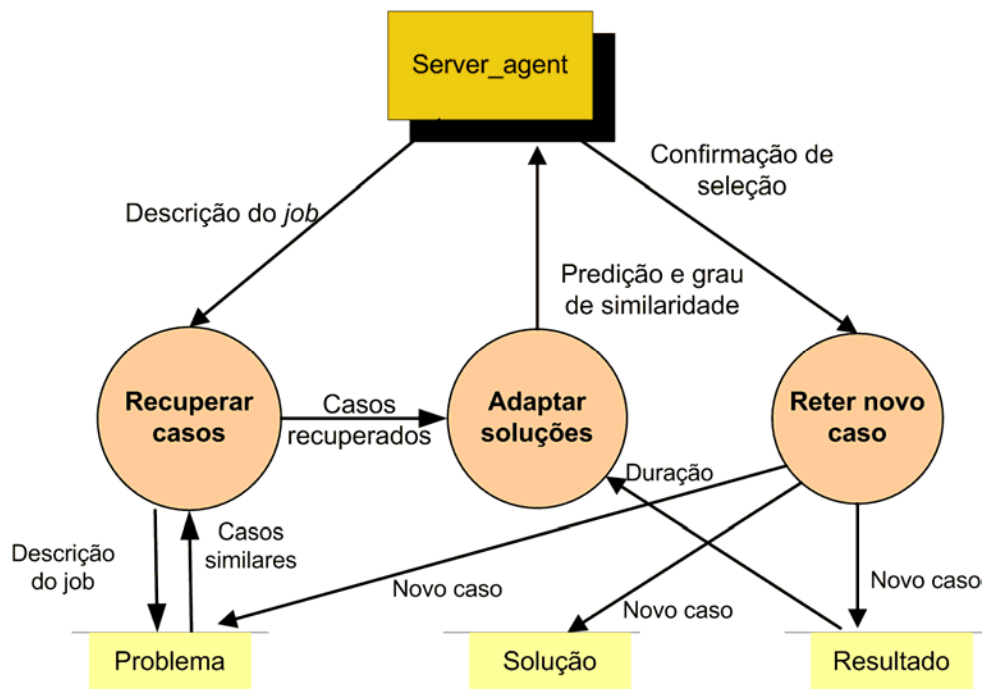 Server_agent
Confirmação de
seleção
Descrição do job
Predição e grau
de similaridade
Recuperar
casos
Casos
recuperados
Adaptar
soluções
Reter novo
caso
Duração
Descrição
do job
Casos
similares
Novo caso
Novo caso
Novo caso
Problema
Solução
Resultado